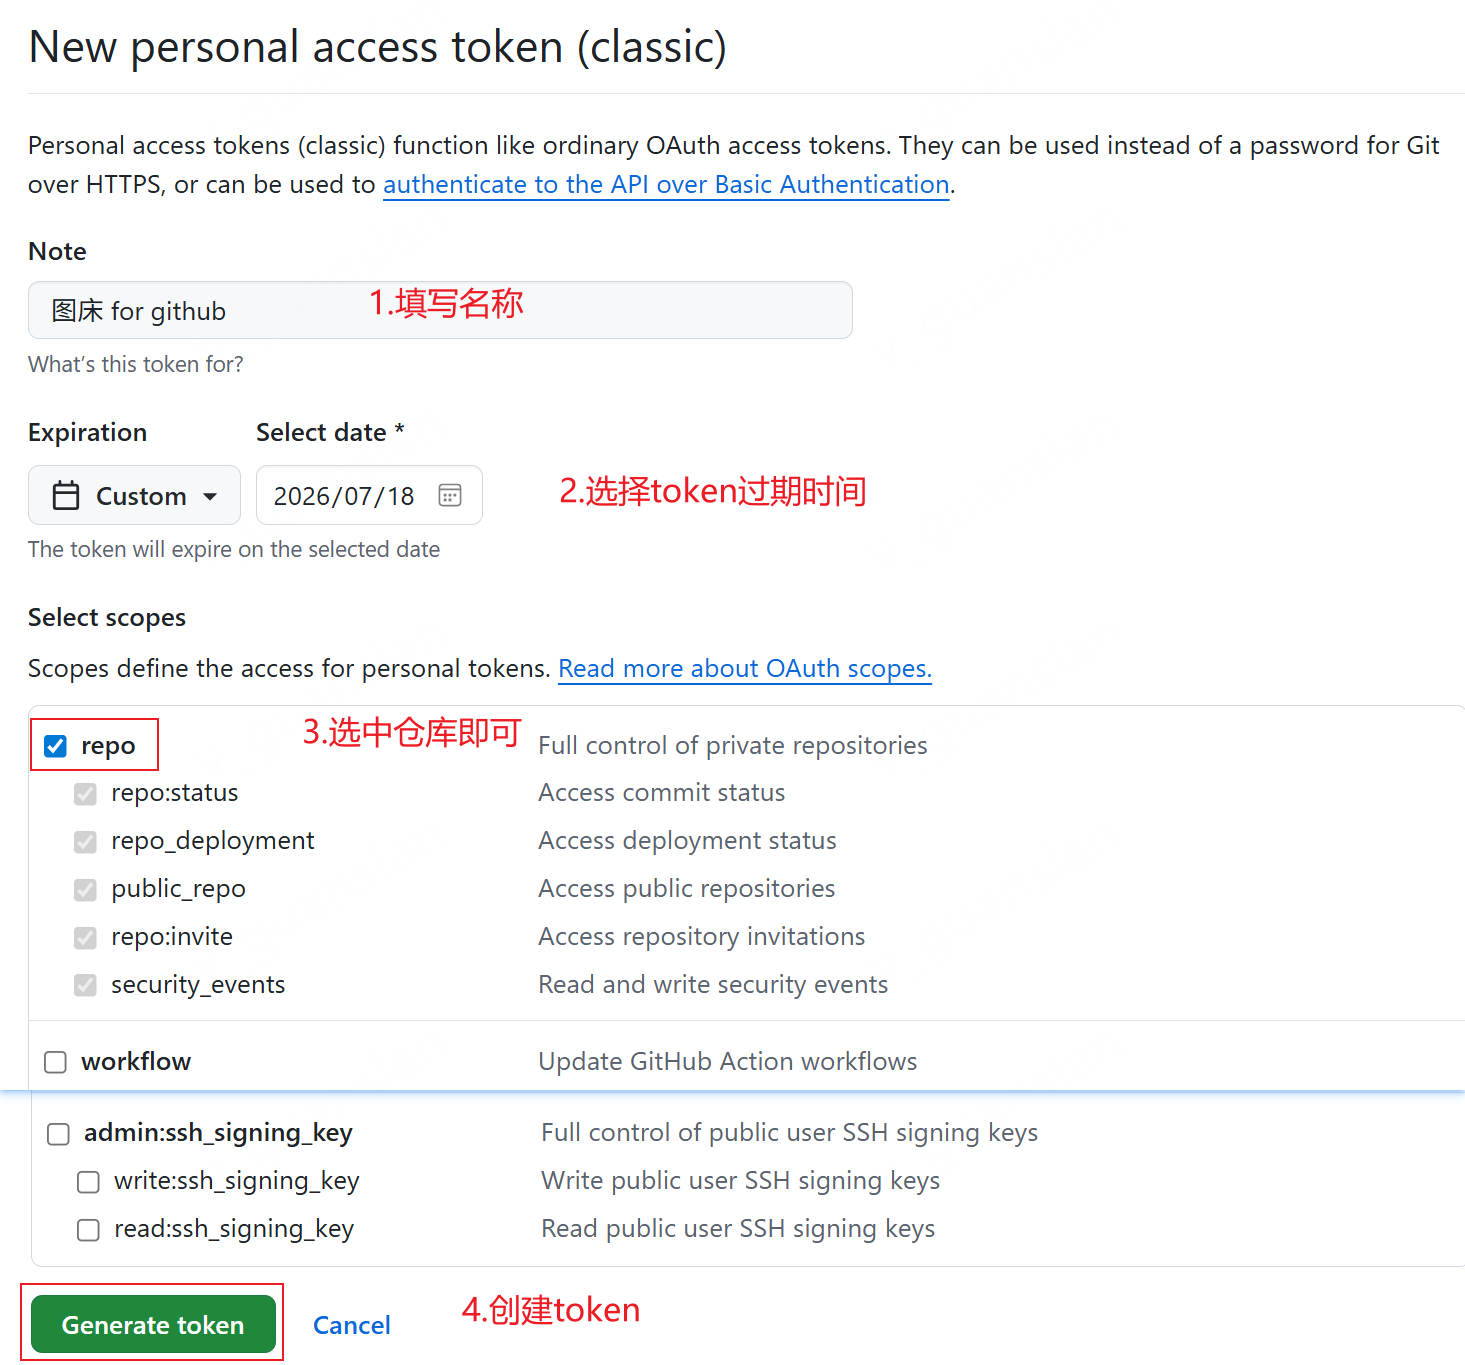 New personal access token (classic)
Personal access tokens (classic) function like ordinary OAuth access tokens. They can be used instead of a password for Git
over HTTPS, or can be used to authenticate to the API over Basic Authentication.
Note
图床 for github
1.填写名称
What's this token for?
Expiration
Select date *
Custom
2026/07/18
2.选择token过期时间
The token will expire on the selected date
Select scopes
Scopes define the access for personal tokens. Read more about OAuth scopes.
repo
3.选中仓库即可
Full control of private repositories
repo:status Access commit status
repo_deployment Access deployment status
public_repo Access public repositories
repo:invite Access repository invitations
security_events Read and write security events
workflow Update GitHub Action workflows
admin:ssh_signing_key Full control of public user SSH signing keys
write:ssh_signing_key Write public user SSH signing keys
read:ssh_signing_key Read public user SSH signing keys
Generate token
Cancel
4.创建token